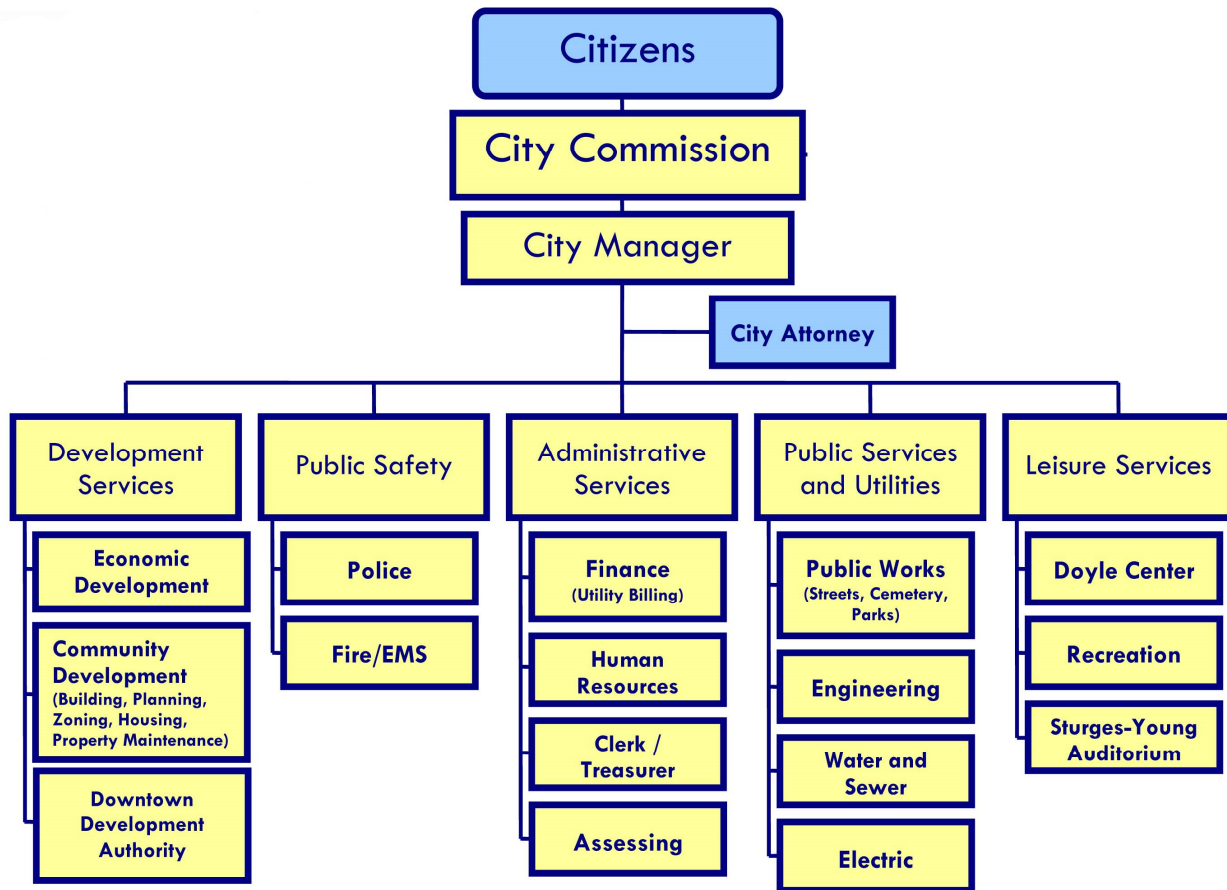 Citizens
City Commission
City Manager
City Attorney
Development
Services
Public Safety
Administrative
Services
Public Services
and Utilities
Leisure Services
Economic
Development
Community
Development
(Building, Planning,
Zoning, Housing,
Property Maintenance)
Downtown
Development
Authority
Police
Fire/EMS
Finance
(Utility Billing)
Human
Resources
Clerk /
Treasurer
Assessing
Public Works
(Streets, Cemetery,
Parks)
Engineering
Water and
Sewer
Electric
Doyle Center
Recreation
Sturges-Young
Auditorium